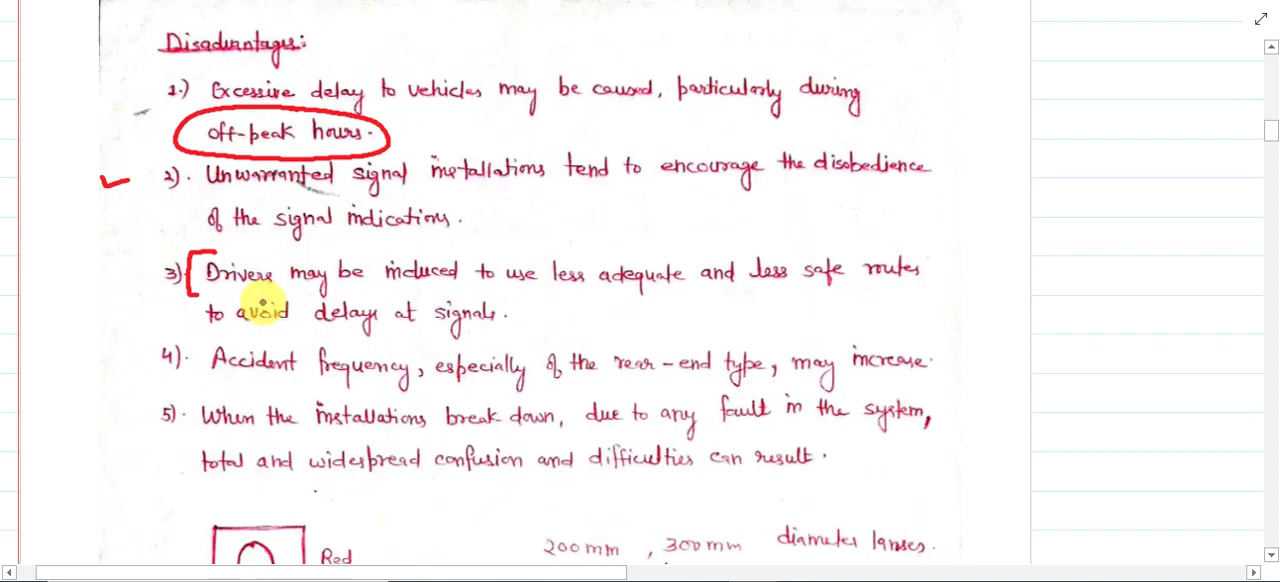 Disadvantages:
1.) Excessive delay to vehicles may be caused, particularly during
off-peak hours.
2). Unwarranted signal installations tend to encourage the disobedience
of the signal indications.
3) Drivers may be induced to use less adequate and less safe routes
to avoid delays at signals.
4). Accident frequency, especially of the rear-end type, may increase.
5). When the installations break down, due to any fault in the system,
total and widespread confusion and difficulties can result.
Red
200mm, 300mm diameter lanses.